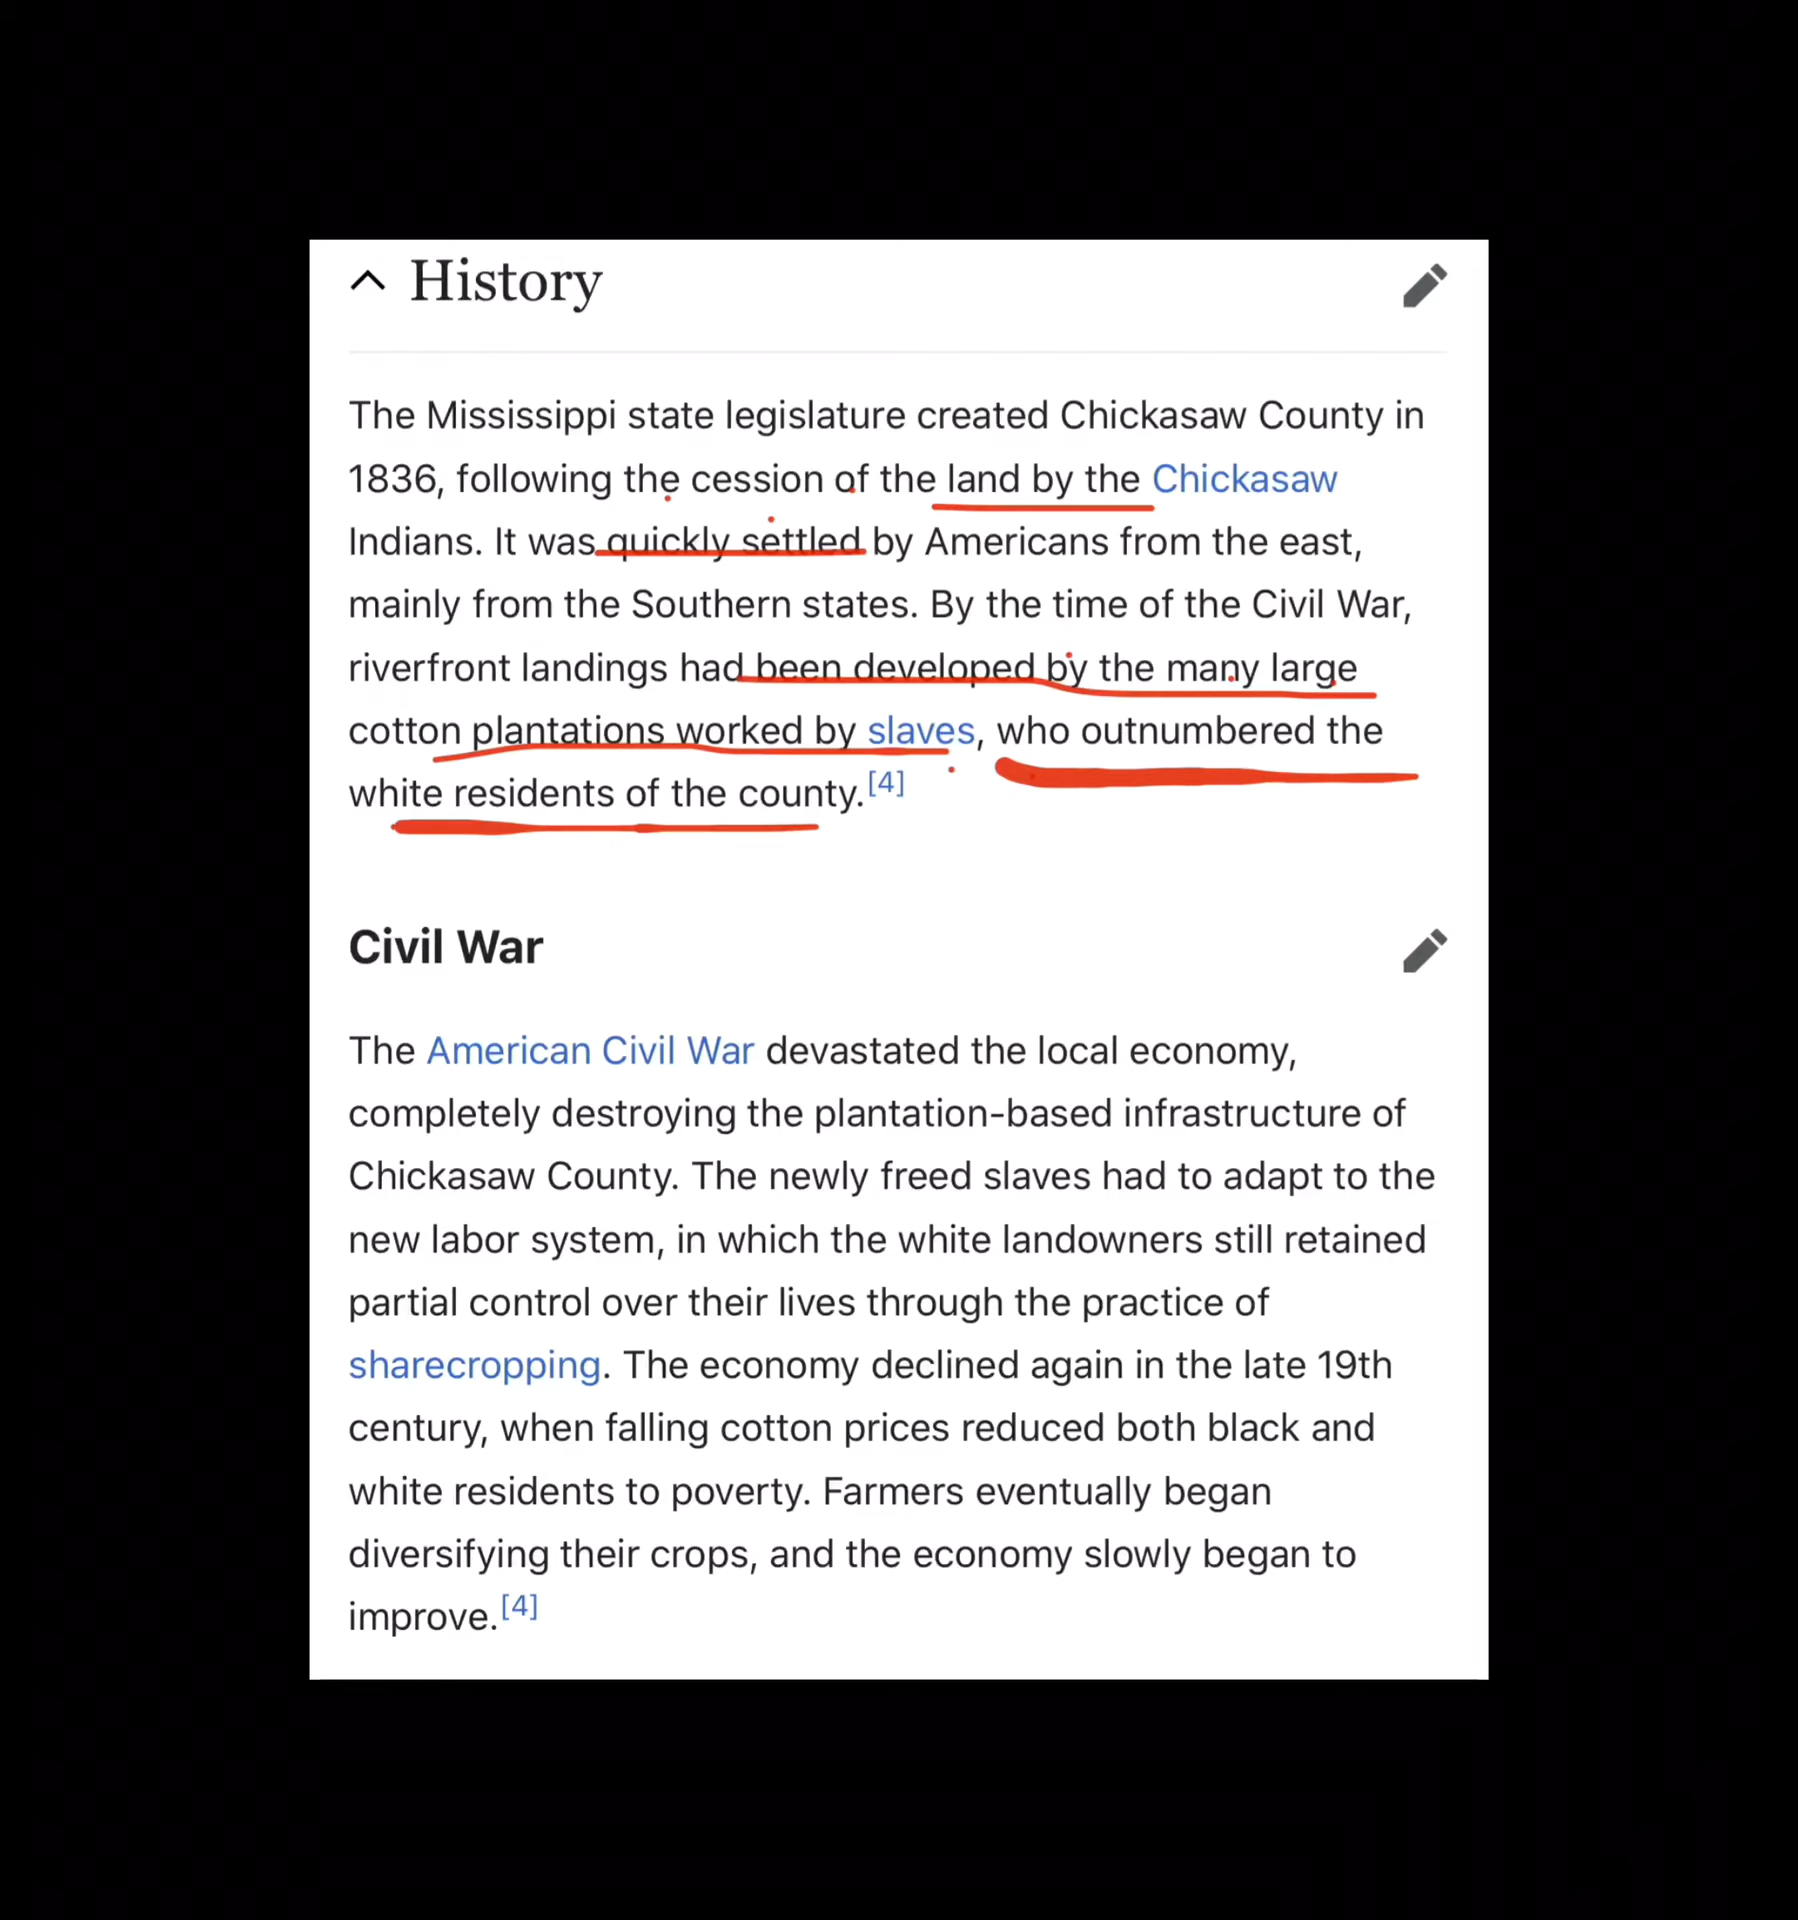 History
The Mississippi state legislature created Chickasaw County in
1836, following the cession of the land by the Chickasaw
Indians. It was quickly settled by Americans from the east,
mainly from the Southern states. By the time of the Civil War,
riverfront landings had been developed by the many large
cotton plantations worked by slaves, who outnumbered the
white residents of the county.[4]
Civil War
The American Civil War devastated the local economy,
completely destroying the plantation-based infrastructure of
Chickasaw County. The newly freed slaves had to adapt to the
new labor system, in which the white landowners still retained
partial control over their lives through the practice of
sharecropping. The economy declined again in the late 19th
century, when falling cotton prices reduced both black and
white residents to poverty. Farmers eventually began
diversifying their crops, and the economy slowly began to
improve.[4]